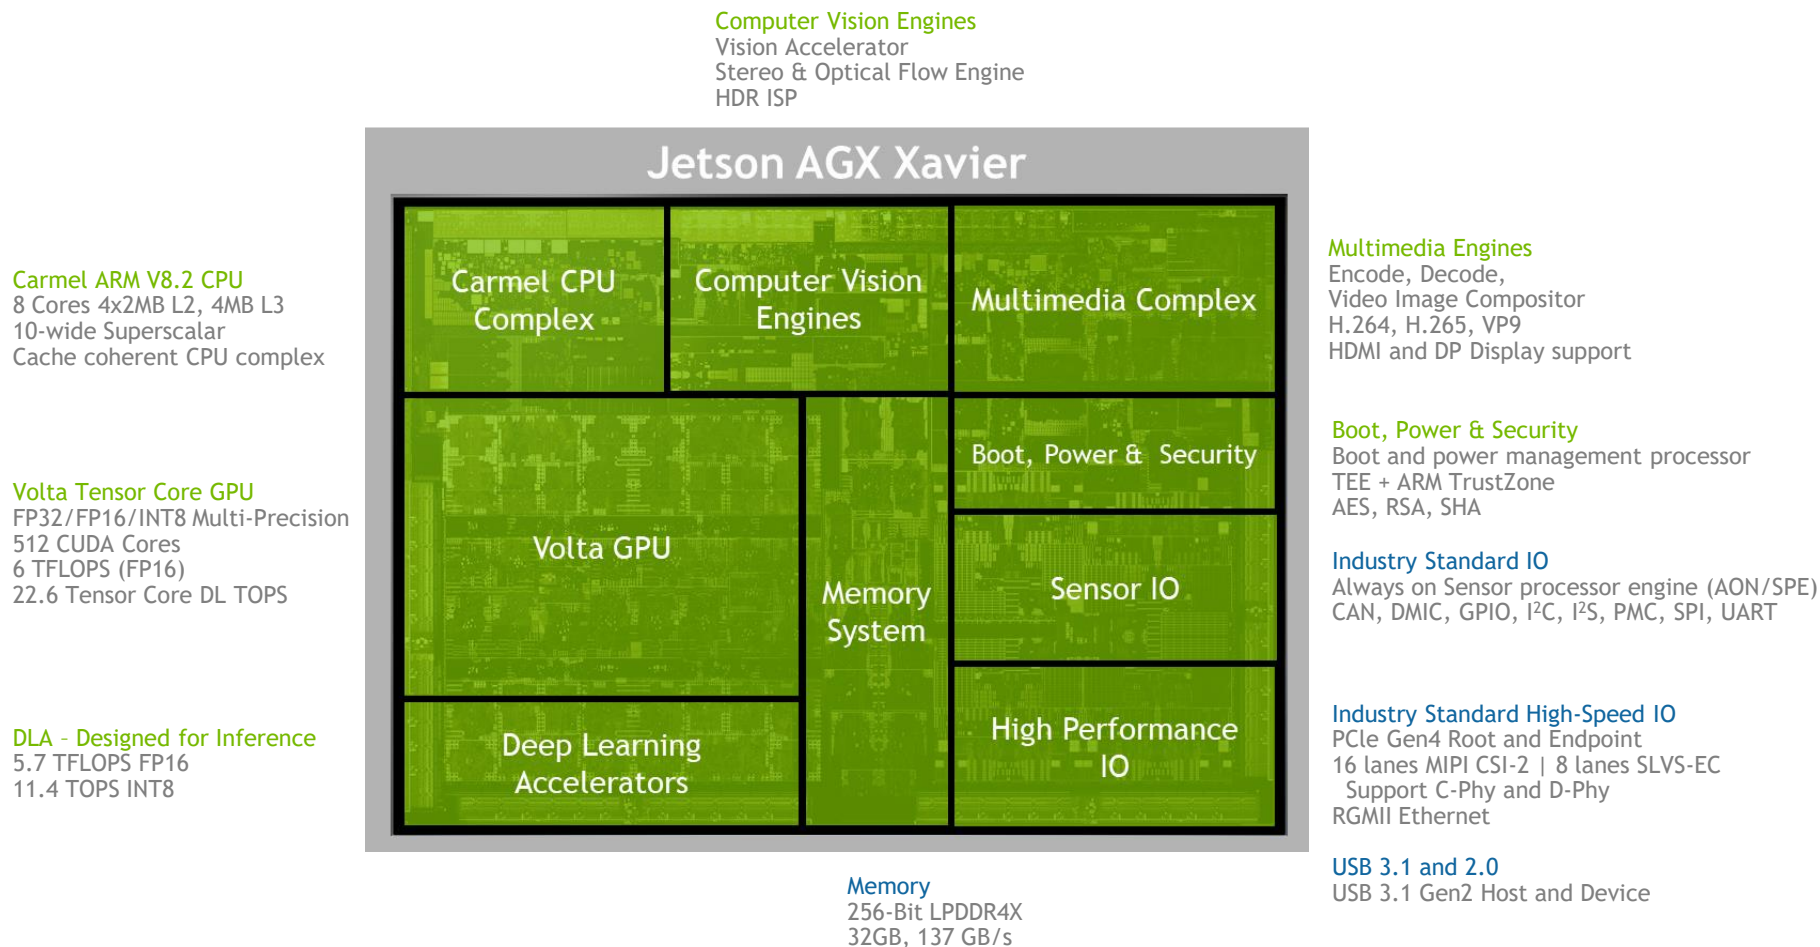 Computer Vision Engines
Vision Accelerator
Stereo & Optical Flow Engine
HDR ISP
Jetson AGX Xavier
Carmel CPU
Complex
Computer Vision
Engines
Multimedia Complex
Volta GPU
Memory
System
Boot, Power & Security
Sensor IO
Deep Learning
Accelerators
High Performance
IO
Carmel ARM V8.2 CPU
8 Cores 4x2MB L2, 4MB L3
10-wide Superscalar
Cache coherent CPU complex
Volta Tensor Core GPU
FP32/FP16/INT8 Multi-Precision
512 CUDA Cores
6 TFLOPS (FP16)
22.6 Tensor Core DL TOPS
DLA – Designed for Inference
5.7 TFLOPS FP16
11.4 TOPS INT8
Multimedia Engines
Encode, Decode,
Video Image Compositor
H.264, H.265, VP9
HDMI and DP Display support
Boot, Power & Security
Boot and power management processor
TEE + ARM TrustZone
AES, RSA, SHA
Industry Standard IO
Always on Sensor processor engine (AON/SPE)
CAN, DMIC, GPIO, I²C, I²S, PMC, SPI, UART
Industry Standard High-Speed IO
PCIe Gen4 Root and Endpoint
16 lanes MIPI CSI-2 | 8 lanes SLVS-EC
Support C-Phy and D-Phy
RGMII Ethernet
USB 3.1 and 2.0
USB 3.1 Gen2 Host and Device
Memory
256-Bit LPDDR4X
32GB, 137 GB/s